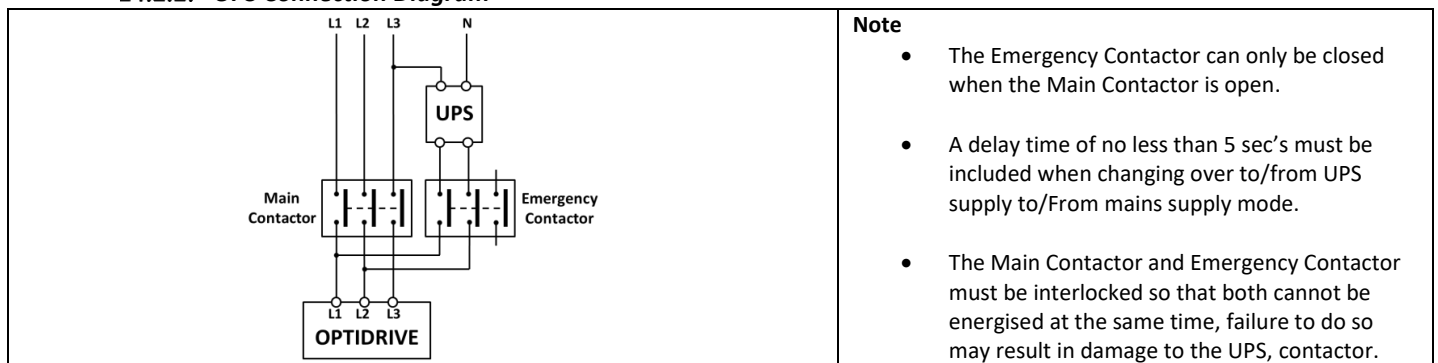 L1 L2 L3 N
UPS
Main
Contactor
Emergency
Contactor
L1 L2 L3
OPTIDRIVE
Note
• The Emergency Contactor can only be closed
when the Main Contactor is open.
• A delay time of no less than 5 sec’s must be
included when changing over to/from UPS
supply to/From mains supply mode.
• The Main Contactor and Emergency Contactor
must be interlocked so that both cannot be
energised at the same time, failure to do so
may result in damage to the UPS, contactor.